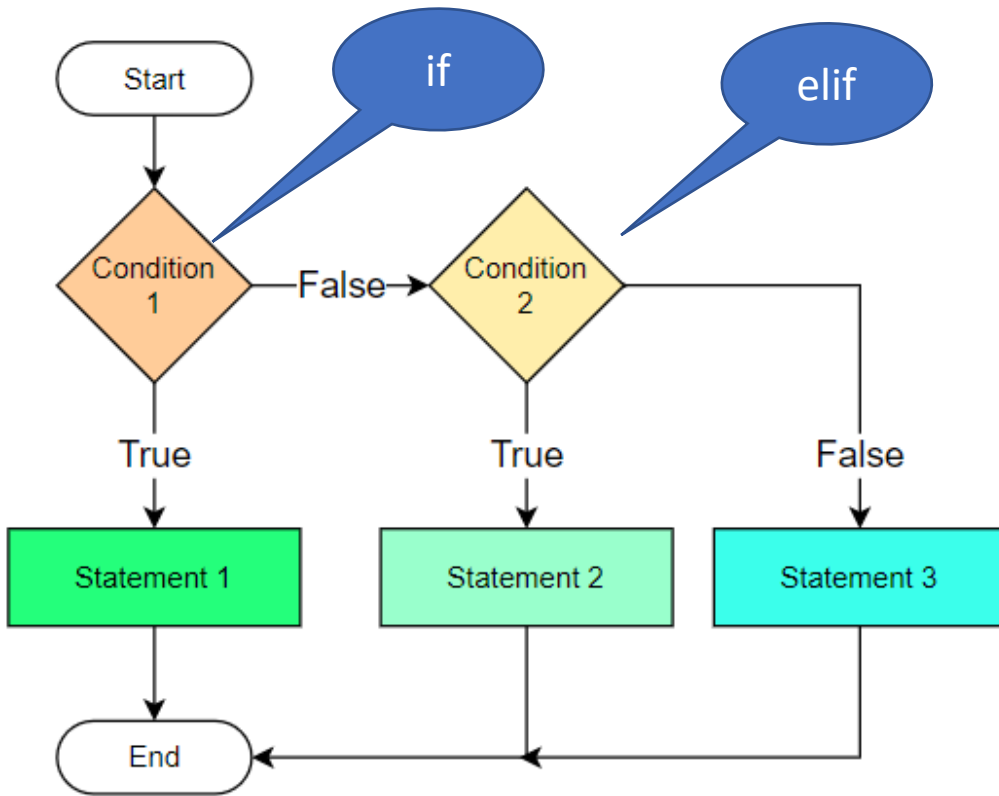 if
elif
Start
Condition
1
False
Condition
2
True
True
False
Statement 1
Statement 2
Statement 3
End